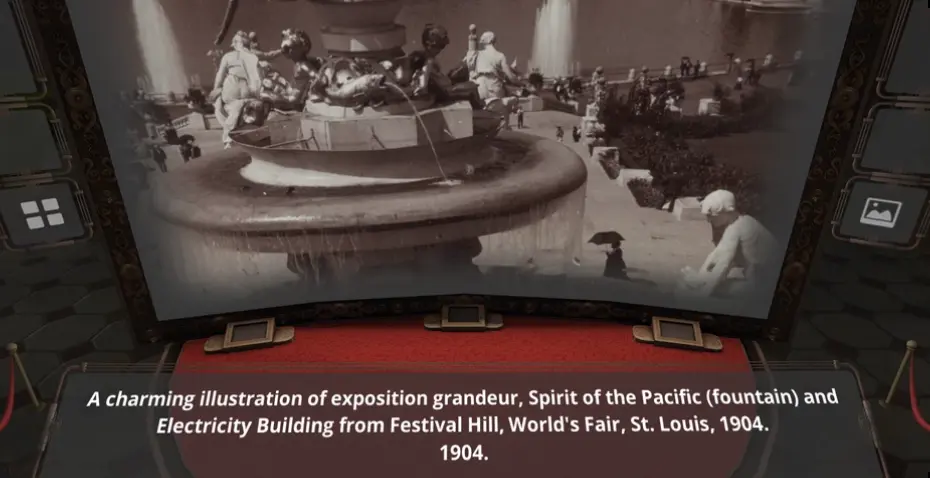 A charming illustration of exposition grandeur, Spirit of the Pacific (fountain) and
Electricity Building from Festival Hill, World's Fair, St. Louis, 1904.
1904.